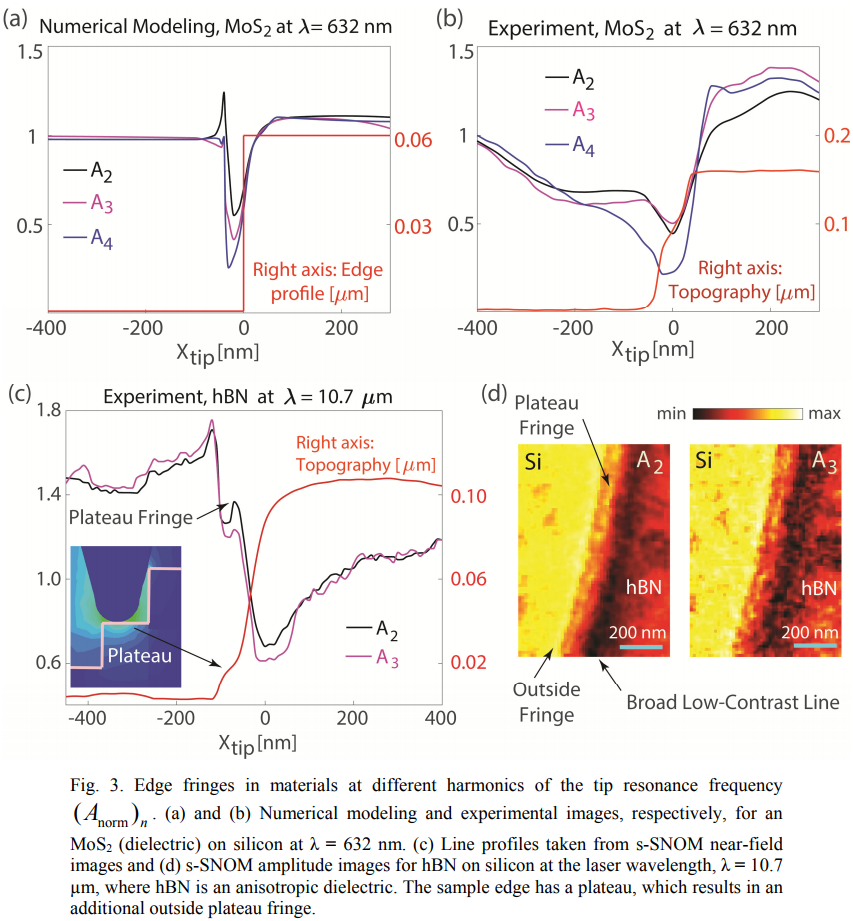 (a) Numerical Modeling, MoS₂ at λ = 632 nm
1.5
1
0.5
0.06
0.03
A₂
A₃
A₄
Right axis: Edge
profile [μm]
-400 -200 0 200
Xtip [nm]
(b) Experiment, MoS₂ at λ = 632 nm
1.5
1
0.5
0.2
0.1
A₂
A₃
A₄
Right axis:
Topography [μm]
-400 -200 0 200
Xtip [nm]
(c) Experiment, hBN at λ = 10.7 μm
1.8
1.4
1.0
0.6
0.10
0.06
0.02
Right axis:
Topography [μm]
Plateau Fringe
Plateau
A₂
A₃
-400 -200 0 200 400
Xtip [nm]
(d)
Plateau
Fringe
min max
Si A₂
hBN
200 nm
Si A₃
hBN
200 nm
Outside
Fringe
Broad Low-Contrast Line
Fig. 3. Edge fringes in materials at different harmonics of the tip resonance frequency
(Anorm)n. (a) and (b) Numerical modeling and experimental images, respectively, for an
MoS₂ (dielectric) on silicon at λ = 632 nm. (c) Line profiles taken from s-SNOM near-field
images and (d) s-SNOM amplitude images for hBN on silicon at the laser wavelength, λ = 10.7
μm, where hBN is an anisotropic dielectric. The sample edge has a plateau, which results in an
additional outside plateau fringe.